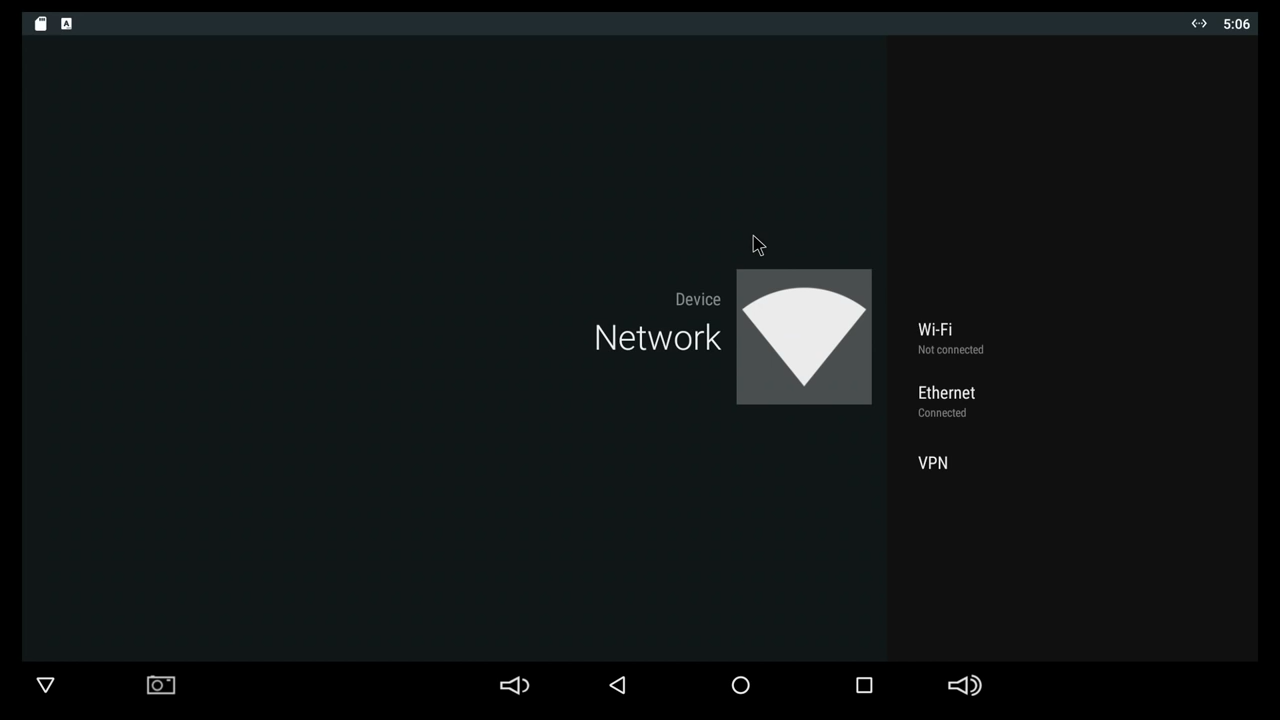 5:06
Device
Network
Wi-Fi
Not connected
Ethernet
Connected
VPN